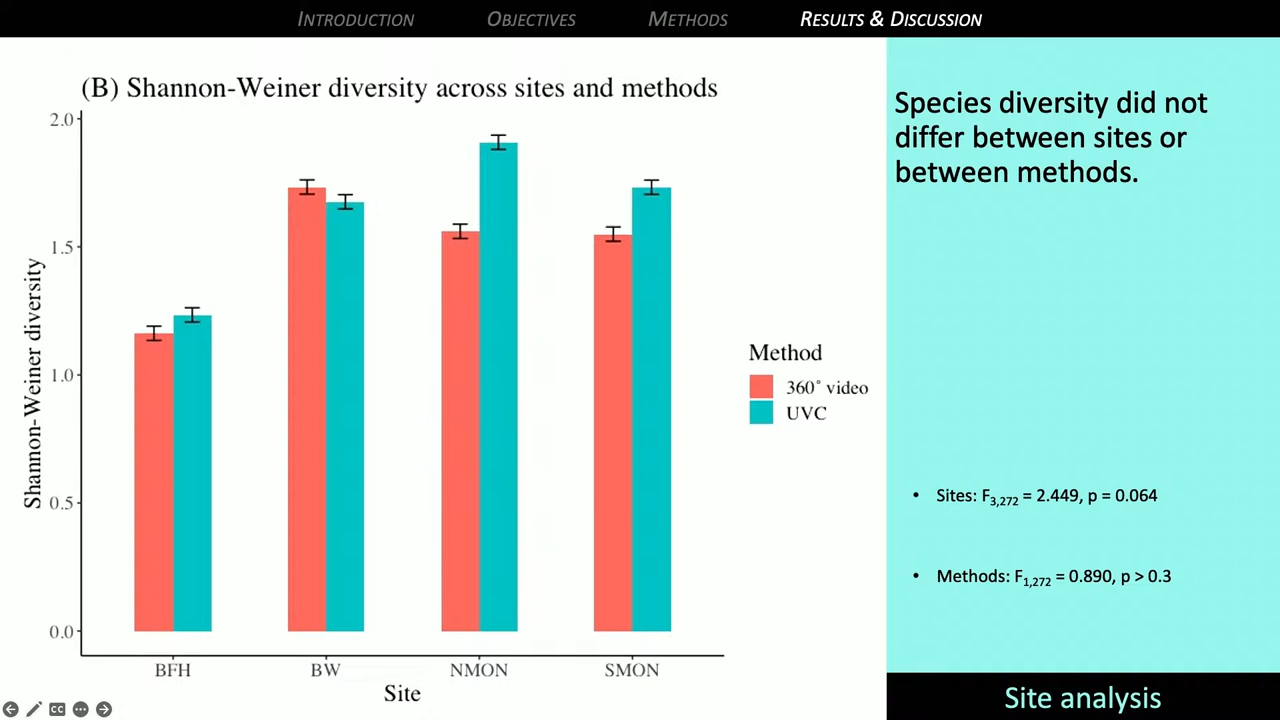 INTRODUCTION OBJECTIVES METHODS RESULTS & DISCUSSION
(B) Shannon-Weiner diversity across sites and methods
Species diversity did not
differ between sites or
between methods.
2.0
1.5
1.0
0.5
0.0
Shannon-Weiner diversity
BFH BW NMON SMON
Site
Method
360° video
UVC
• Sites: F3,272 = 2.449, p = 0.064
• Methods: F1,272 = 0.890, p > 0.3
CC
Site analysis